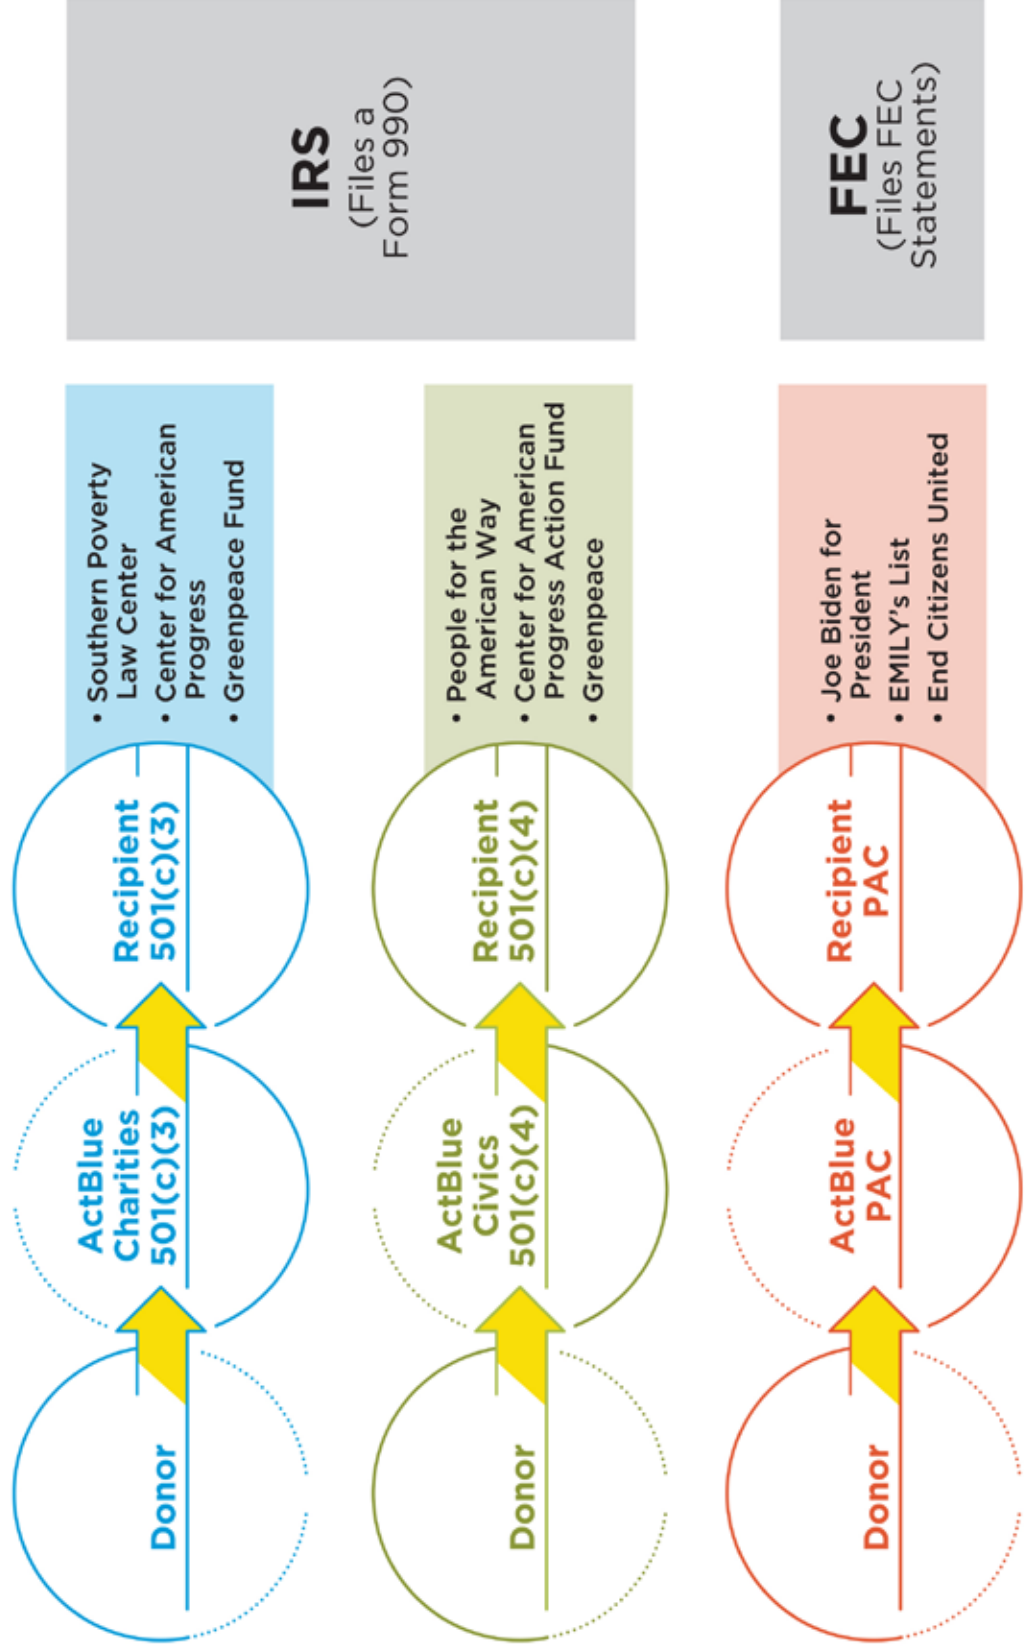 Donor
ActBlue
Charities
501(c)(3)
Recipient
501(c)(3)
• Southern Poverty
Law Center
• Center for American
Progress
• Greenpeace Fund
Donor
ActBlue
Civics
501(c)(4)
Recipient
501(c)(4)
• People for the
American Way
• Center for American
Progress Action Fund
• Greenpeace
IRS
(Files a
Form 990)
Donor
ActBlue
PAC
Recipient
PAC
• Joe Biden for
President
• EMILY's List
• End Citizens United
FEC
(Files FEC
Statements)